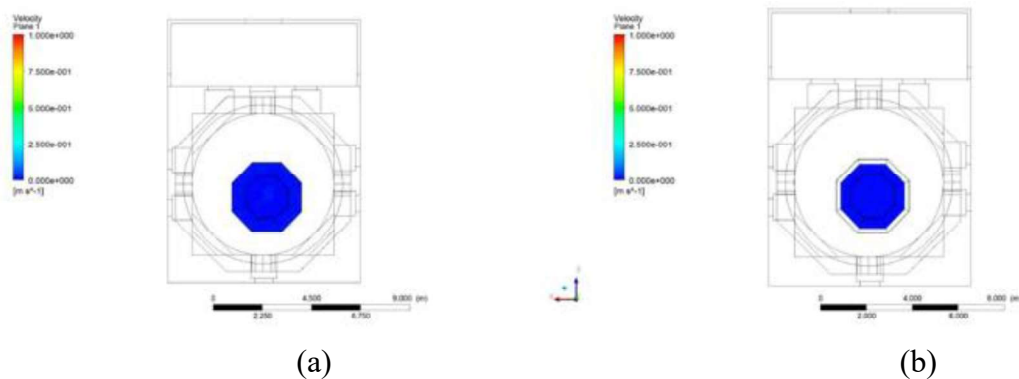 Velocity
Plane 1
1.000e+000
7.500e-001
5.000e-001
2.500e-001
0.000e+000
[m s^-1]
0 4.500 9.000 (m)
2.250 6.750
(a)
Velocity
Plane 1
1.000e+000
7.500e-001
5.000e-001
2.500e-001
0.000e+000
[m s^-1]
0 4.000 8.000 (m)
2.000 6.000
(b)